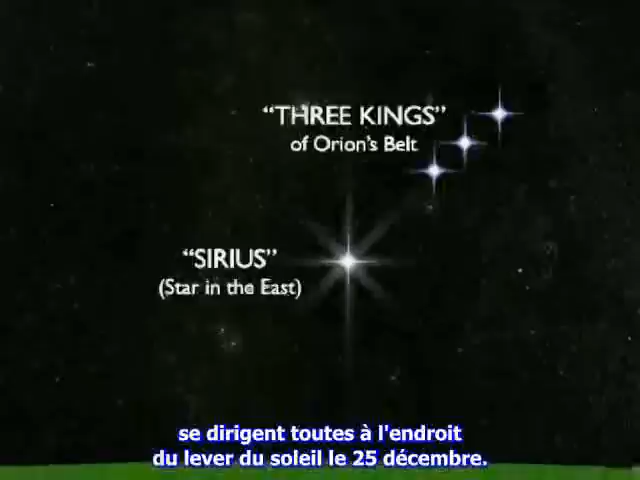 “THREE KINGS”
of Orion's Belt
“SIRIUS”
(Star in the East)
se dirigent toutes à l'endroit
du lever du soleil le 25 décembre.